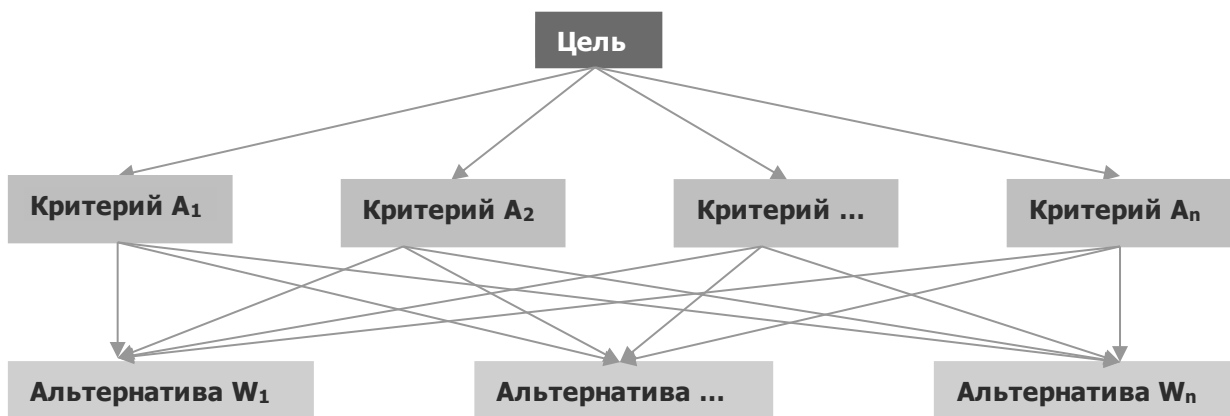 Цель
Критерий A₁
Критерий A₂
Критерий ...
Критерий Aₙ
Альтернатива W₁
Альтернатива ...
Альтернатива Wₙ